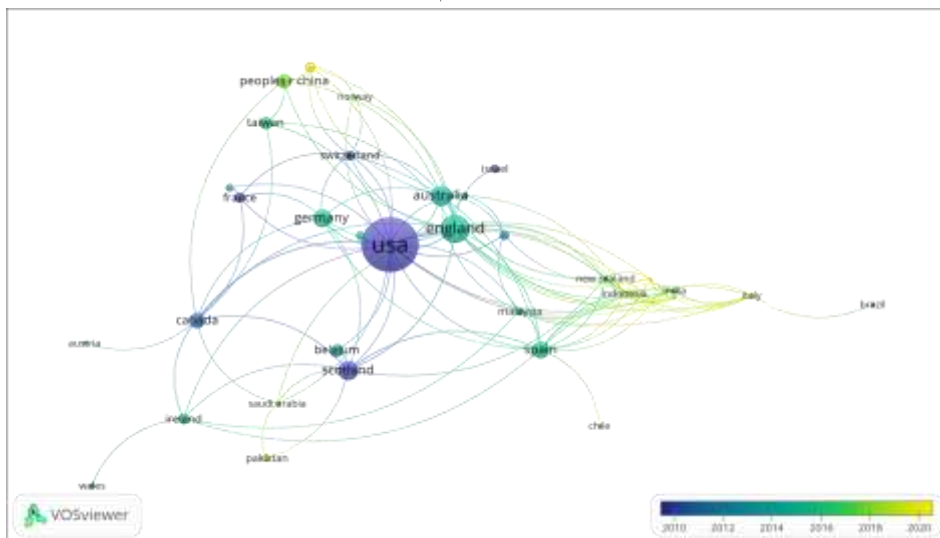 peoples r china
norway
taiwan
switzerland
israel
france
australia
germany
england
usa
new zealand
indonesia
india
italy
brazil
malaysia
canada
austria
belgium
spain
scotland
saudi arabia
ireland
chile
pakistan
wales
VOSviewer
2010 2012 2014 2016 2018 2020